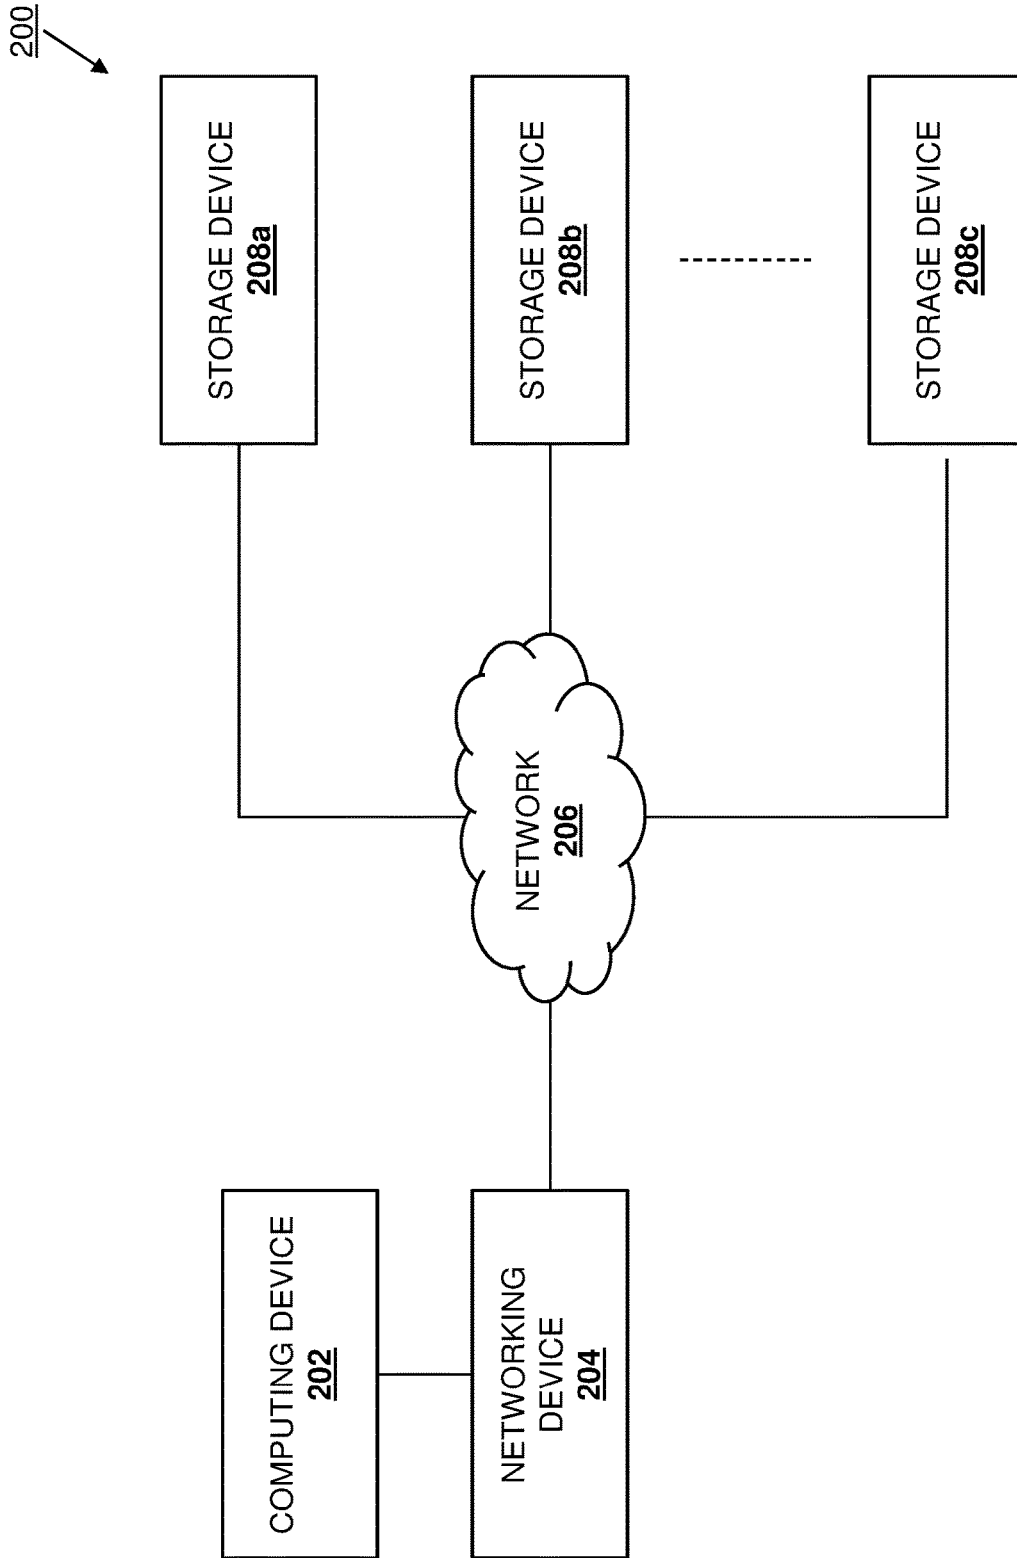 200
STORAGE DEVICE
208a
STORAGE DEVICE
208b
STORAGE DEVICE
208c
NETWORK
206
COMPUTING DEVICE
202
NETWORKING
DEVICE
204